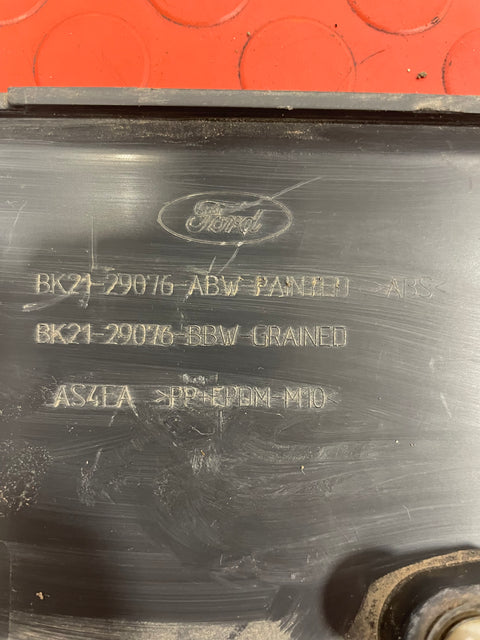 Ford
BK21-29076-ABW-PAINTED >ABS<
BK21-29076-BBW-GRAINED
AS4EA >PP+EPDM-M10<